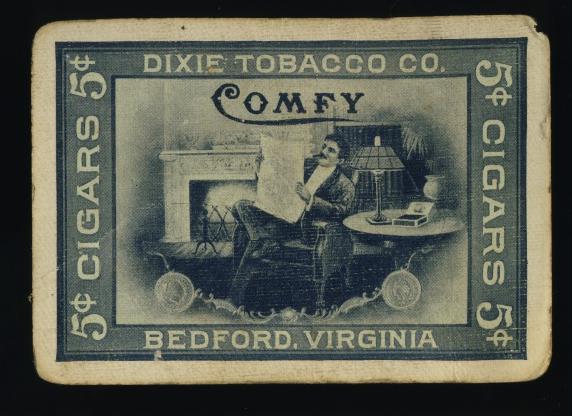 DIXIE TOBACCO CO.
COMFY
5¢ CIGARS 5¢
5¢ CIGARS 5¢
BEDFORD, VIRGINIA